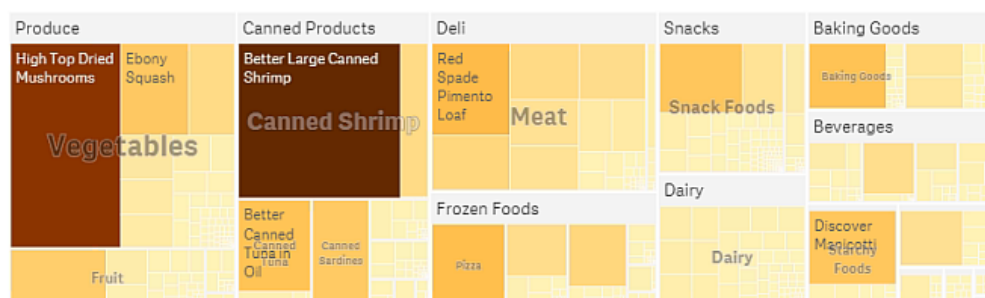 Produce
High Top Dried
Mushrooms
Ebony
Squash
Vegetables
Fruit
Canned Products
Better Large Canned
Shrimp
Canned Shrimp
Better
Canned
Tuna in
Oil
Canned
Tuna
Canned
Sardines
Deli
Red
Spade
Pimento
Loaf
Meat
Frozen Foods
Pizza
Snacks
Snack Foods
Dairy
Dairy
Baking Goods
Baking Goods
Beverages
Discover
Manicotti
Starchy
Foods